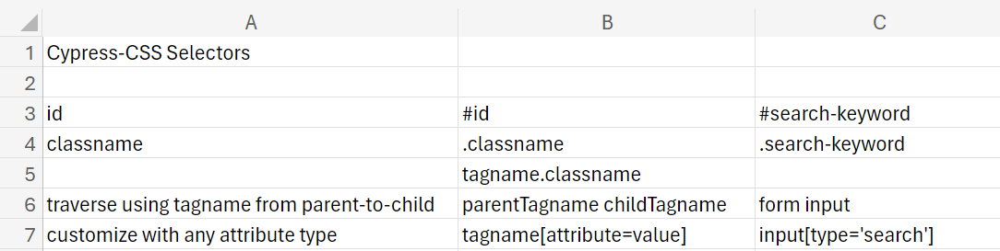 A B C
1 Cypress-CSS Selectors
2
3 id #id #search-keyword
4 classname .classname .search-keyword
5 tagname.classname
6 traverse using tagname from parent-to-child parentTagname childTagname form input
7 customize with any attribute type tagname[attribute=value] input[type='search']